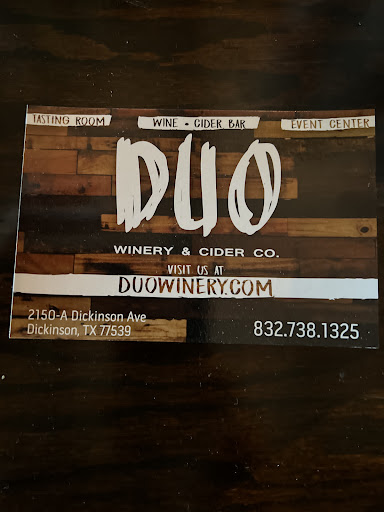 TASTING ROOM
WINE - CIDER BAR
EVENT CENTER
DUO
WINERY & CIDER CO.
VISIT US AT
DUOWINERY.COM
2150-A Dickinson Ave
Dickinson, TX 77539
832.738.1325